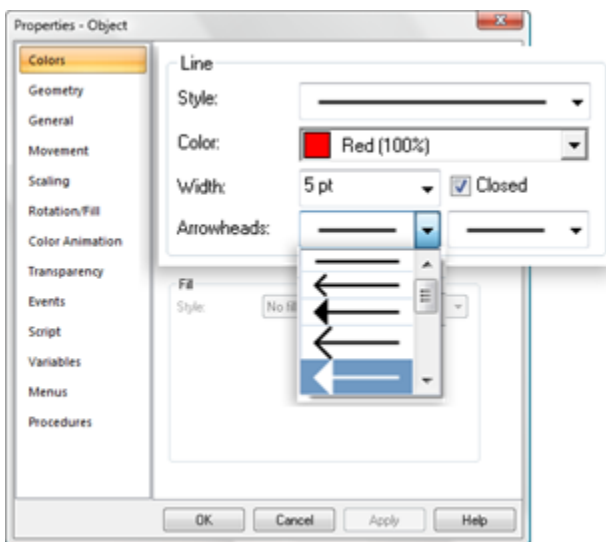 Properties - Object
Colors
Geometry
General
Movement
Scaling
Rotation/Fill
Color Animation
Transparency
Events
Script
Variables
Menus
Procedures
Line
Style:
Color: Red (100%)
Width: 5 pt Closed
Arrowheads:
Fill
Style: No fil
OK Cancel Apply Help